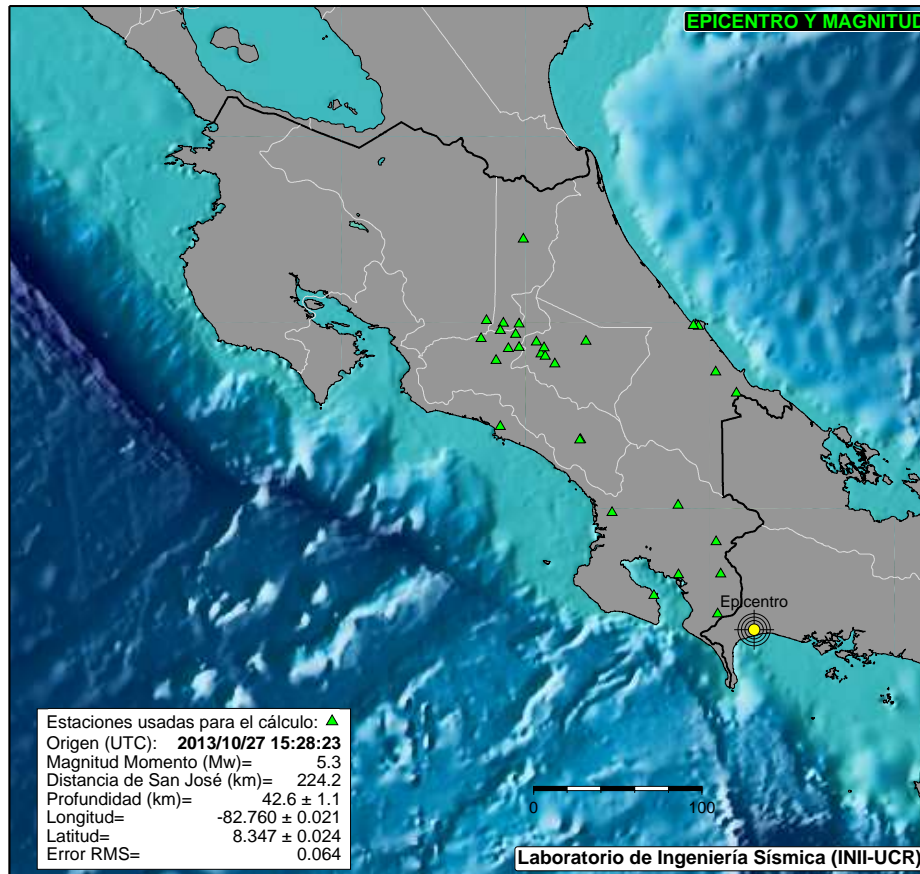 EPICENTRO Y MAGNITUD
Epicentro
Estaciones usadas para el cálculo:
Origen (UTC): 2013/10/27 15:28:23
Magnitud Momento (Mw)= 5.3
Distancia de San José (km)= 224.2
Profundidad (km)= 42.6 ± 1.1
Longitud= -82.760 ± 0.021
Latitud= 8.347 ± 0.024
Error RMS= 0.064
0 100
Laboratorio de Ingeniería Sísmica (INII-UCR)